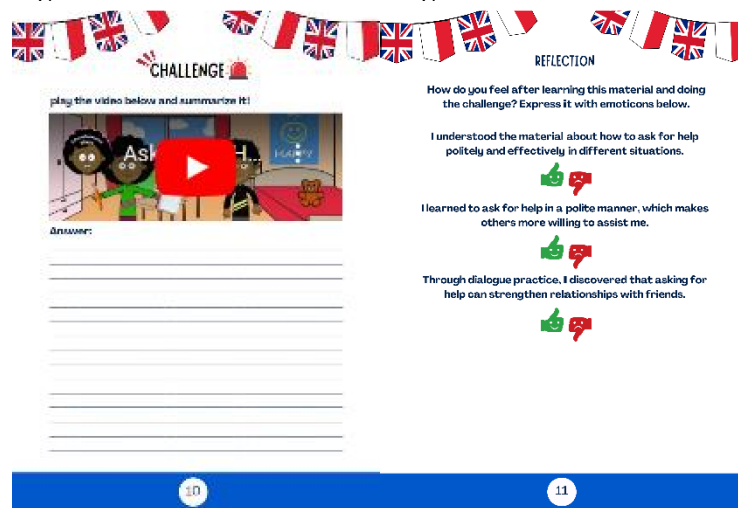 CHALLENGE
play the video below and summarize it!
Ask H...
HAPPY
Answer:
10
REFLECTION
How do you feel after learning this material and doing
the challenge? Express it with emoticons below.
I understood the material about how to ask for help
politely and effectively in different situations.
I learned to ask for help in a polite manner, which makes
others more willing to assist me.
Through dialogue practice, I discovered that asking for
help can strengthen relationships with friends.
11